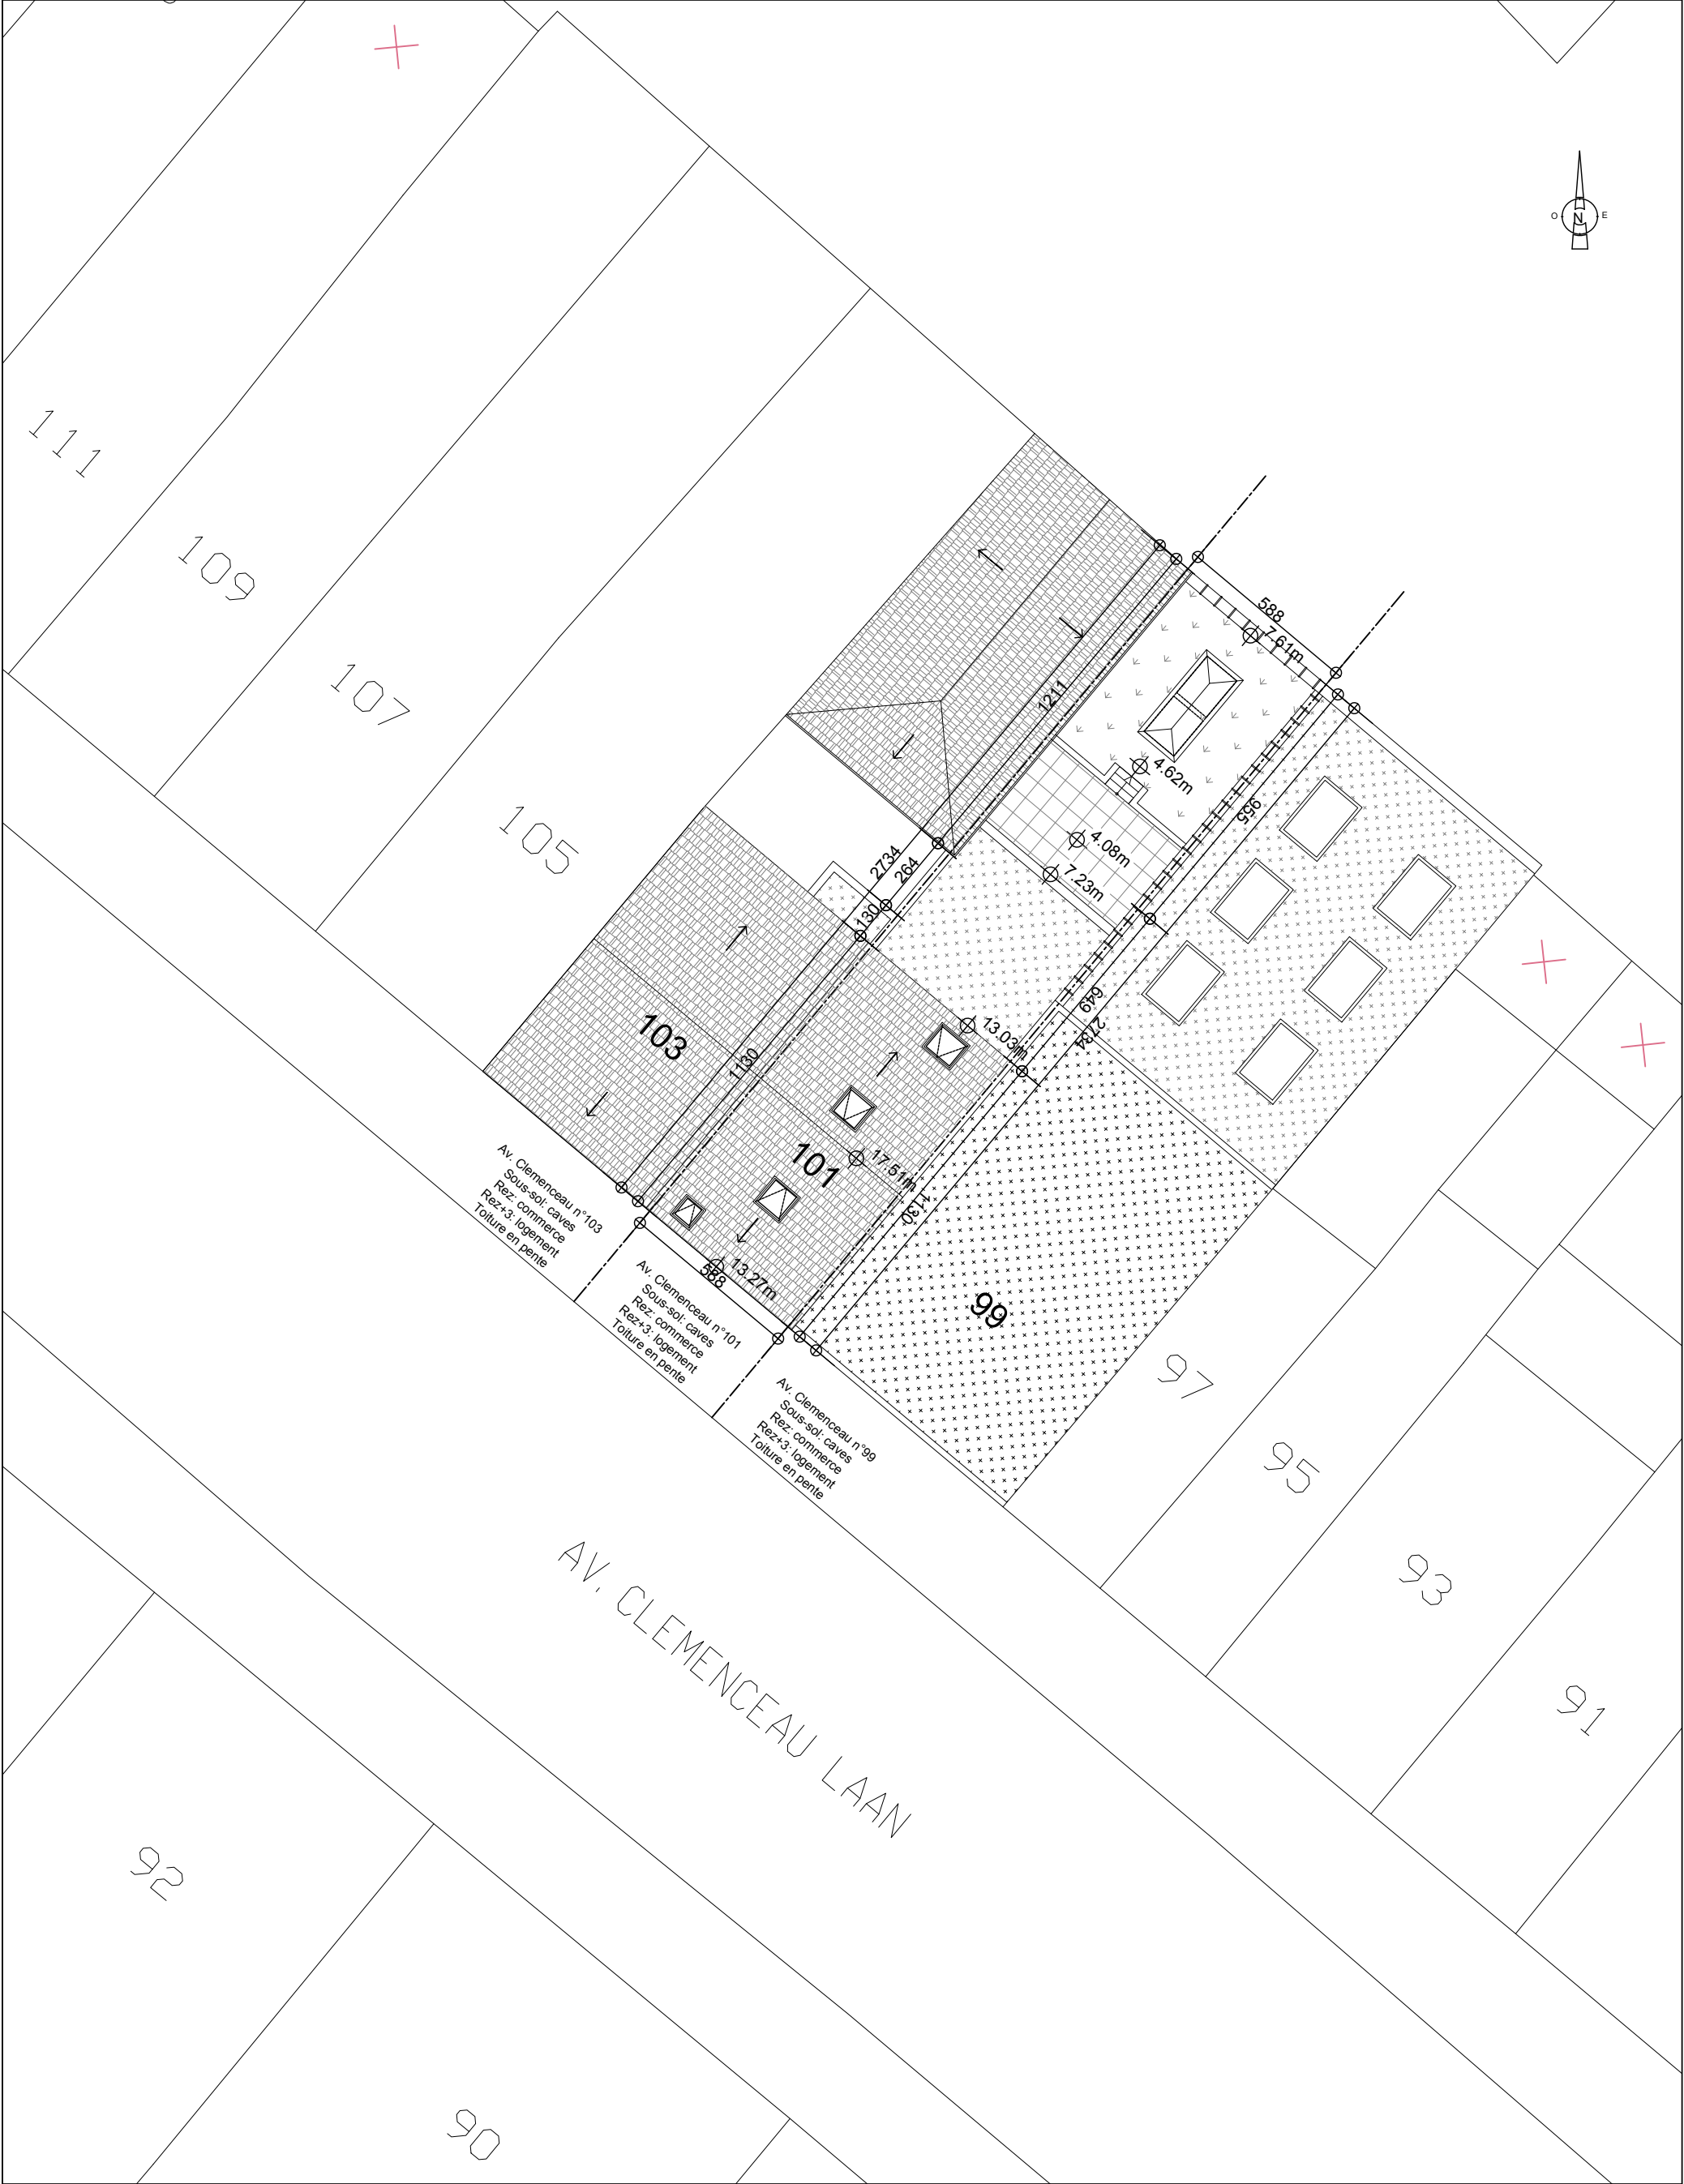 O N E
111
109
107
105
588
7.61m
1211
4.62m
955
4.08m
7.23m
2734
264
130
649
2734
13.03m
103
1130
101
17.51m
1130
13.27m
588
99
Av. Clemenceau n°103
Sous-sol: caves
Rez: commerce
Rez+3: logement
Toiture en pente
Av. Clemenceau n°101
Sous-sol: caves
Rez: commerce
Rez+3: logement
Toiture en pente
Av. Clemenceau n°99
Sous-sol: caves
Rez: commerce
Rez+3: logement
Toiture en pente
97
95
93
91
AV. CLEMENCEAU LAAN
92
90